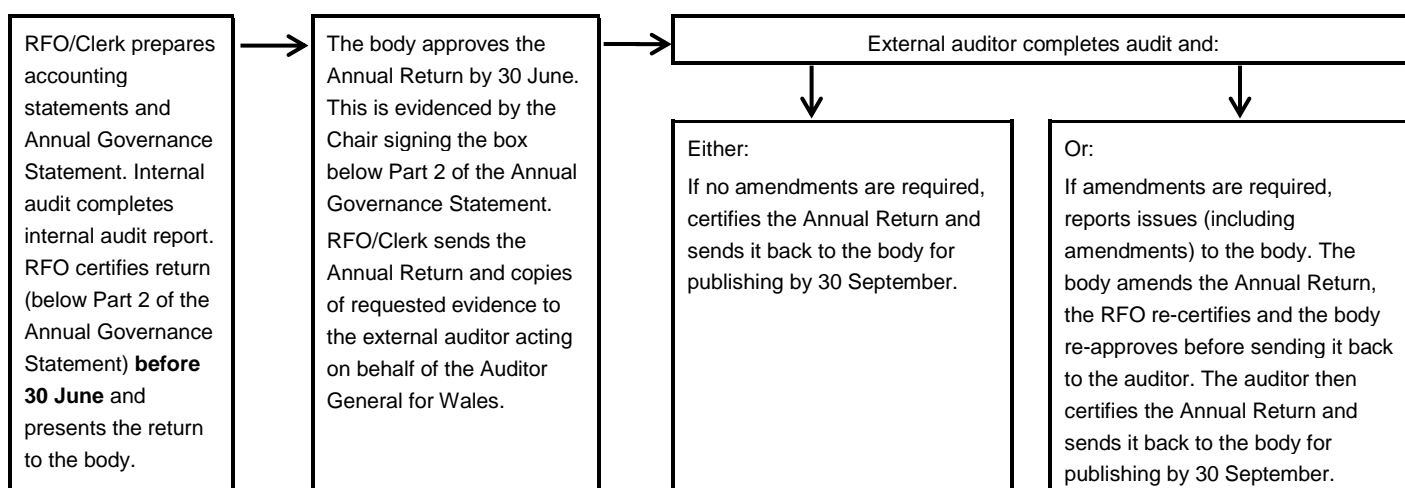 RFO/Clerk prepares
accounting
statements and
Annual Governance
Statement. Internal
audit completes
internal audit report.
RFO certifies return
(below Part 2 of the
Annual Governance
Statement) before
30 June and
presents the return
to the body.
The body approves the
Annual Return by 30 June.
This is evidenced by the
Chair signing the box
below Part 2 of the Annual
Governance Statement.
RFO/Clerk sends the
Annual Return and copies
of requested evidence to
the external auditor acting
on behalf of the Auditor
General for Wales.
External auditor completes audit and:
Either:
If no amendments are required,
certifies the Annual Return and
sends it back to the body for
publishing by 30 September.
Or:
If amendments are required,
reports issues (including
amendments) to the body. The
body amends the Annual Return,
the RFO re-certifies and the body
re-approves before sending it back
to the auditor. The auditor then
certifies the Annual Return and
sends it back to the body for
publishing by 30 September.